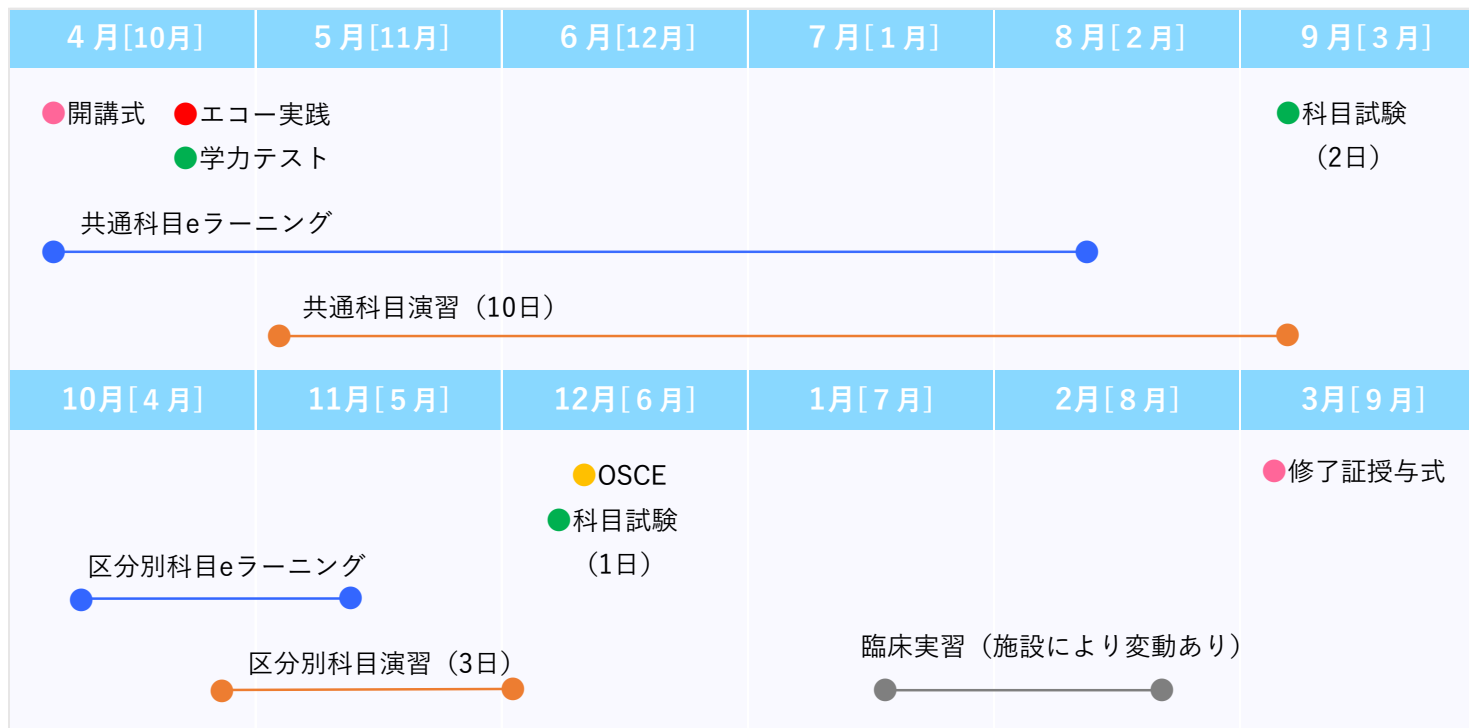 4月[10月] 5月[11月] 6月[12月] 7月[1月] 8月[2月] 9月[3月]
開講式 エコー実践 科目試験
学力テスト (2日)
共通科目eラーニング
共通科目演習（10日）
10月[4月] 11月[5月] 12月[6月] 1月[7月] 2月[8月] 3月[9月]
OSCE 修了証授与式
科目試験
(1日)
区分別科目eラーニング
区分別科目演習（3日）
臨床実習（施設により変動あり）